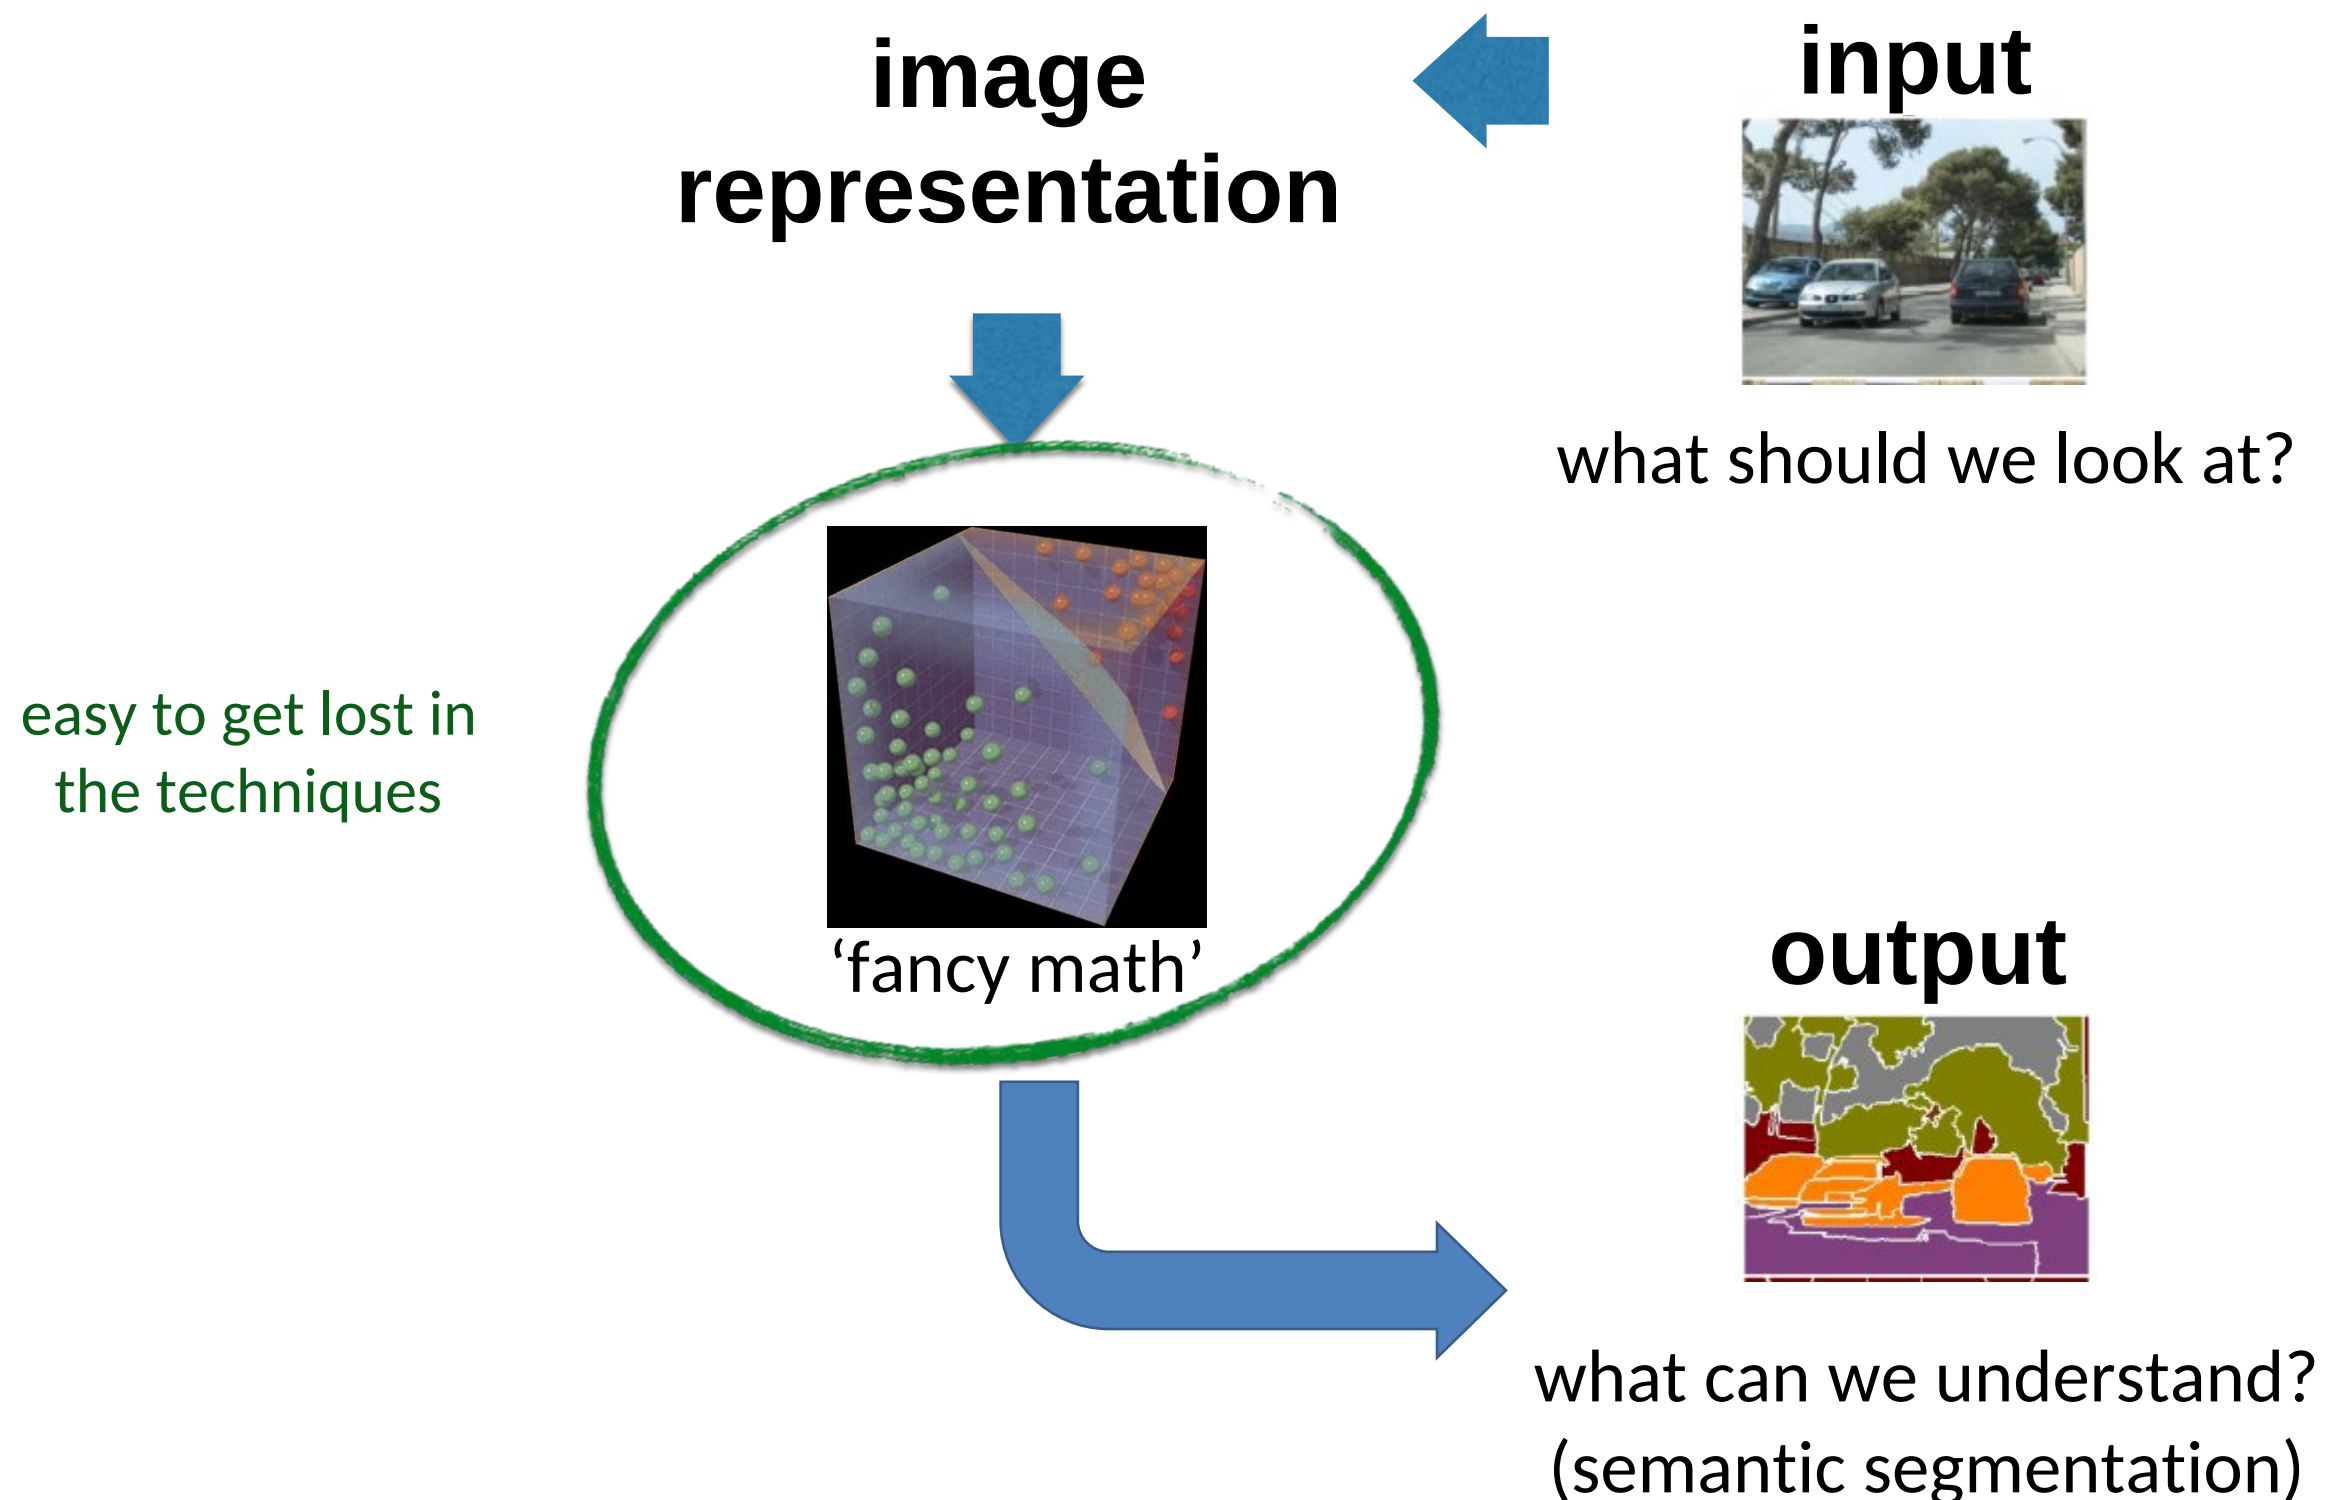 image
representation
input
what should we look at?
easy to get lost in
the techniques
‘fancy math’
output
what can we understand?
(semantic segmentation)